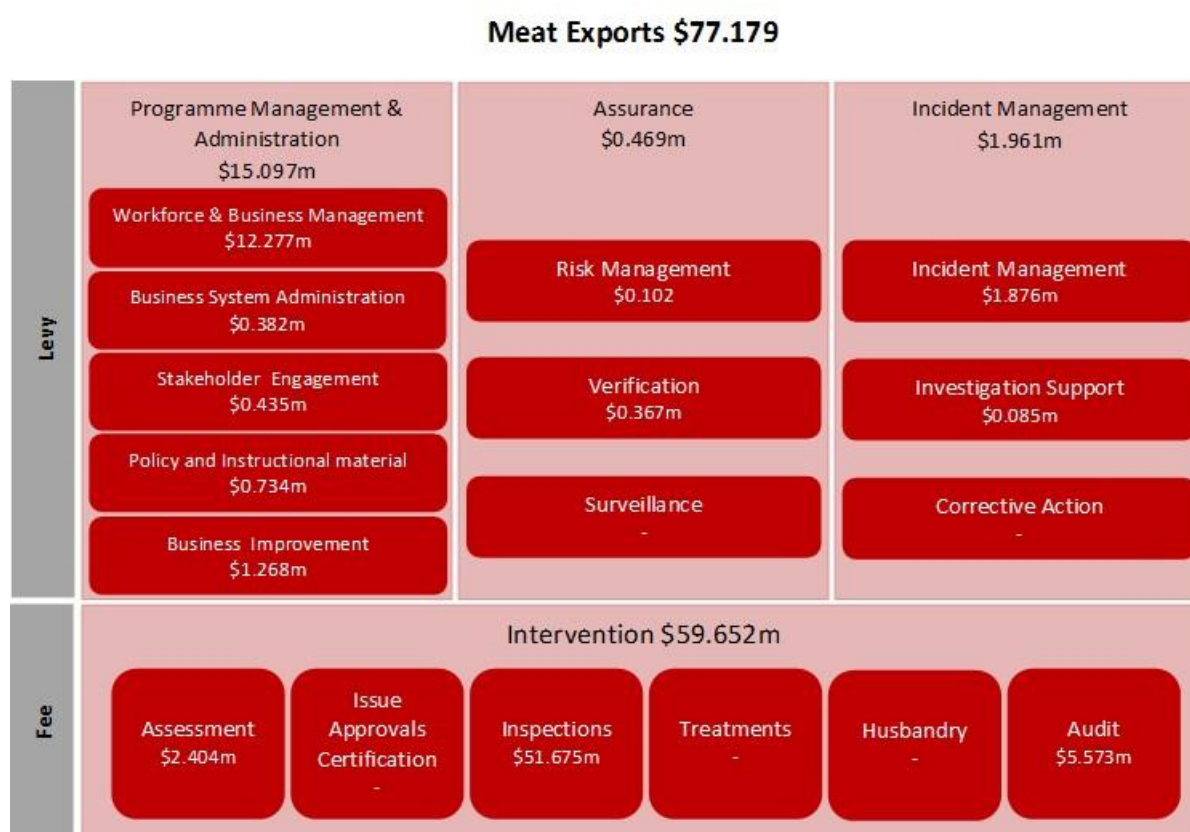 Meat Exports $77.179
Levy
Programme Management &
Administration
$15.097m
Workforce & Business Management
$12.277m
Business System Administration
$0.382m
Stakeholder Engagement
$0.435m
Policy and Instructional material
$0.734m
Business Improvement
$1.268m
Assurance
$0.469m
Risk Management
$0.102
Verification
$0.367m
Surveillance
-
Incident Management
$1.961m
Incident Management
$1.876m
Investigation Support
$0.085m
Corrective Action
-
Fee
Intervention $59.652m
Assessment
$2.404m
Issue
Approvals
Certification
-
Inspections
$51.675m
Treatments
-
Husbandry
-
Audit
$5.573m